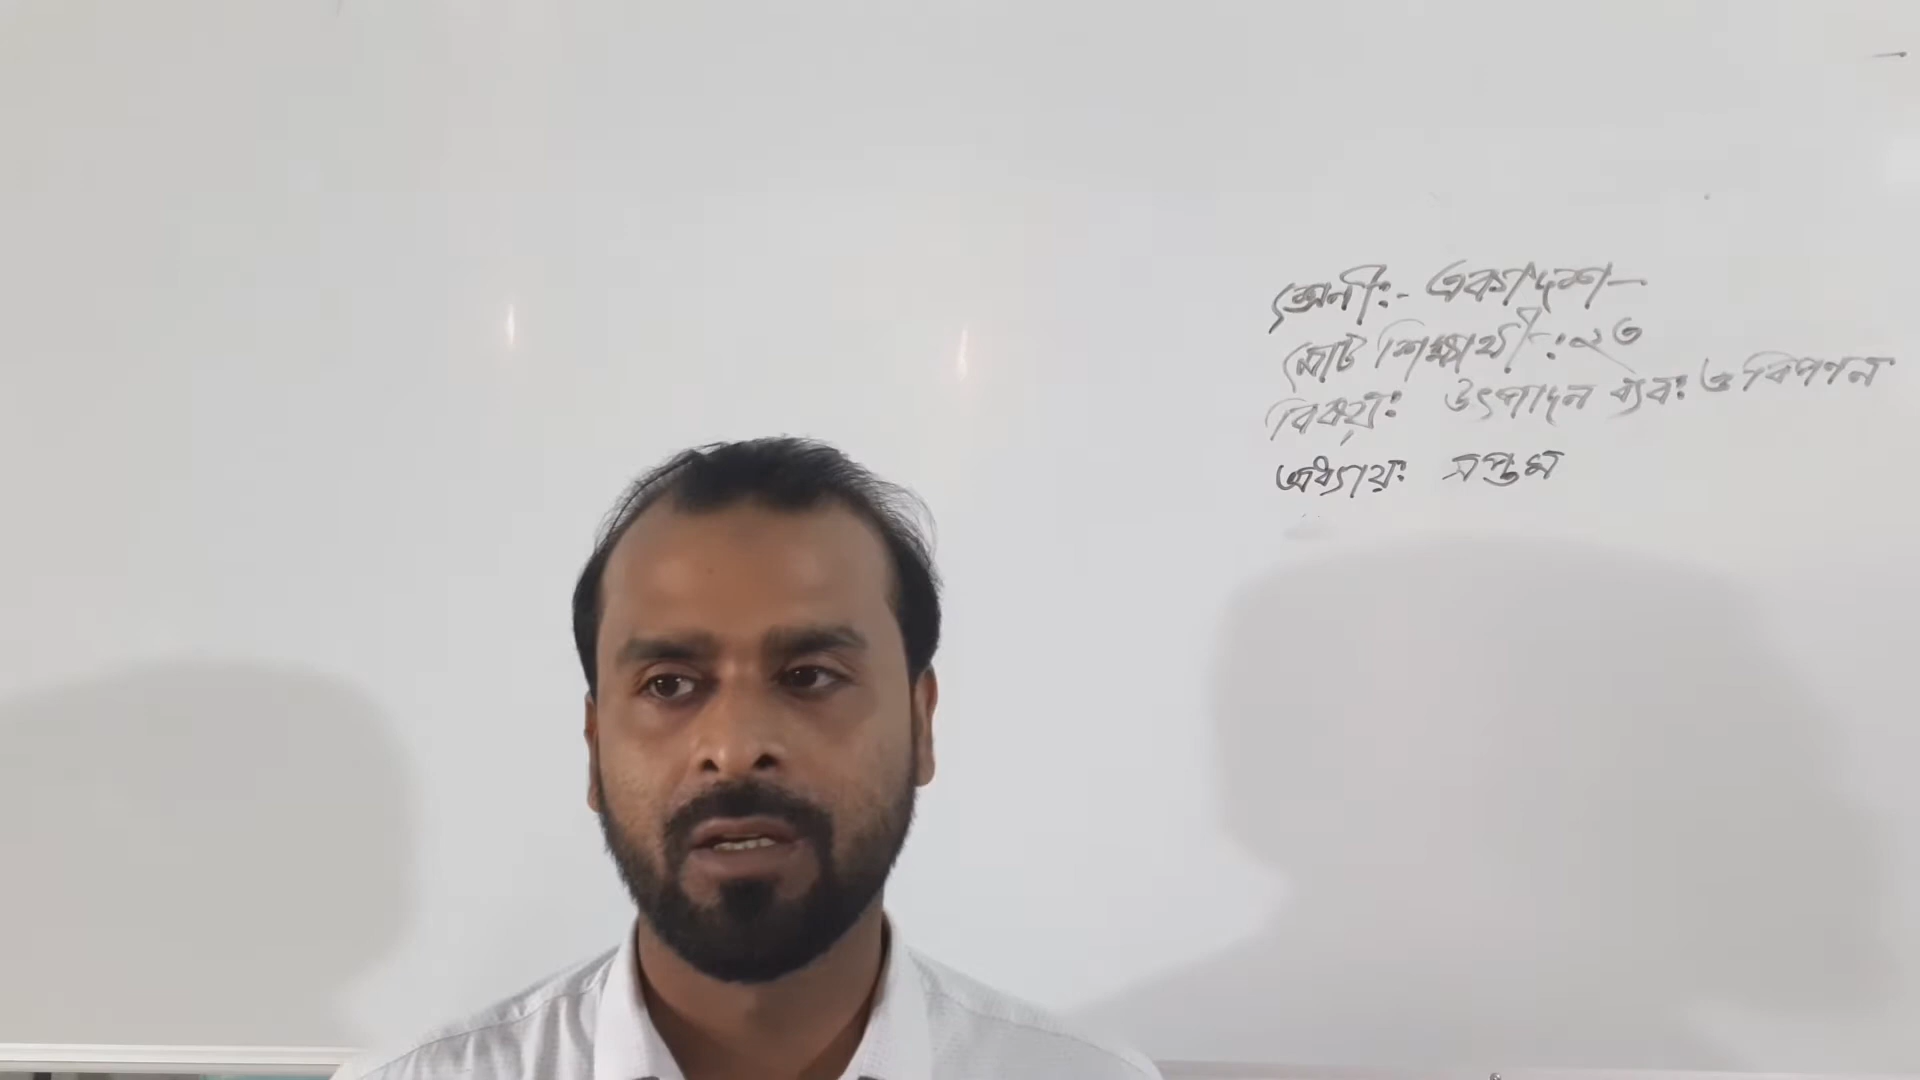 শ্রেনীঃ- একাদশ-
মোট শিক্ষার্থী-ঃ২৩
বিষয়ঃ উৎপাদন ব্যবঃ ও বিপণন
অধ্যায়ঃ সপ্তম